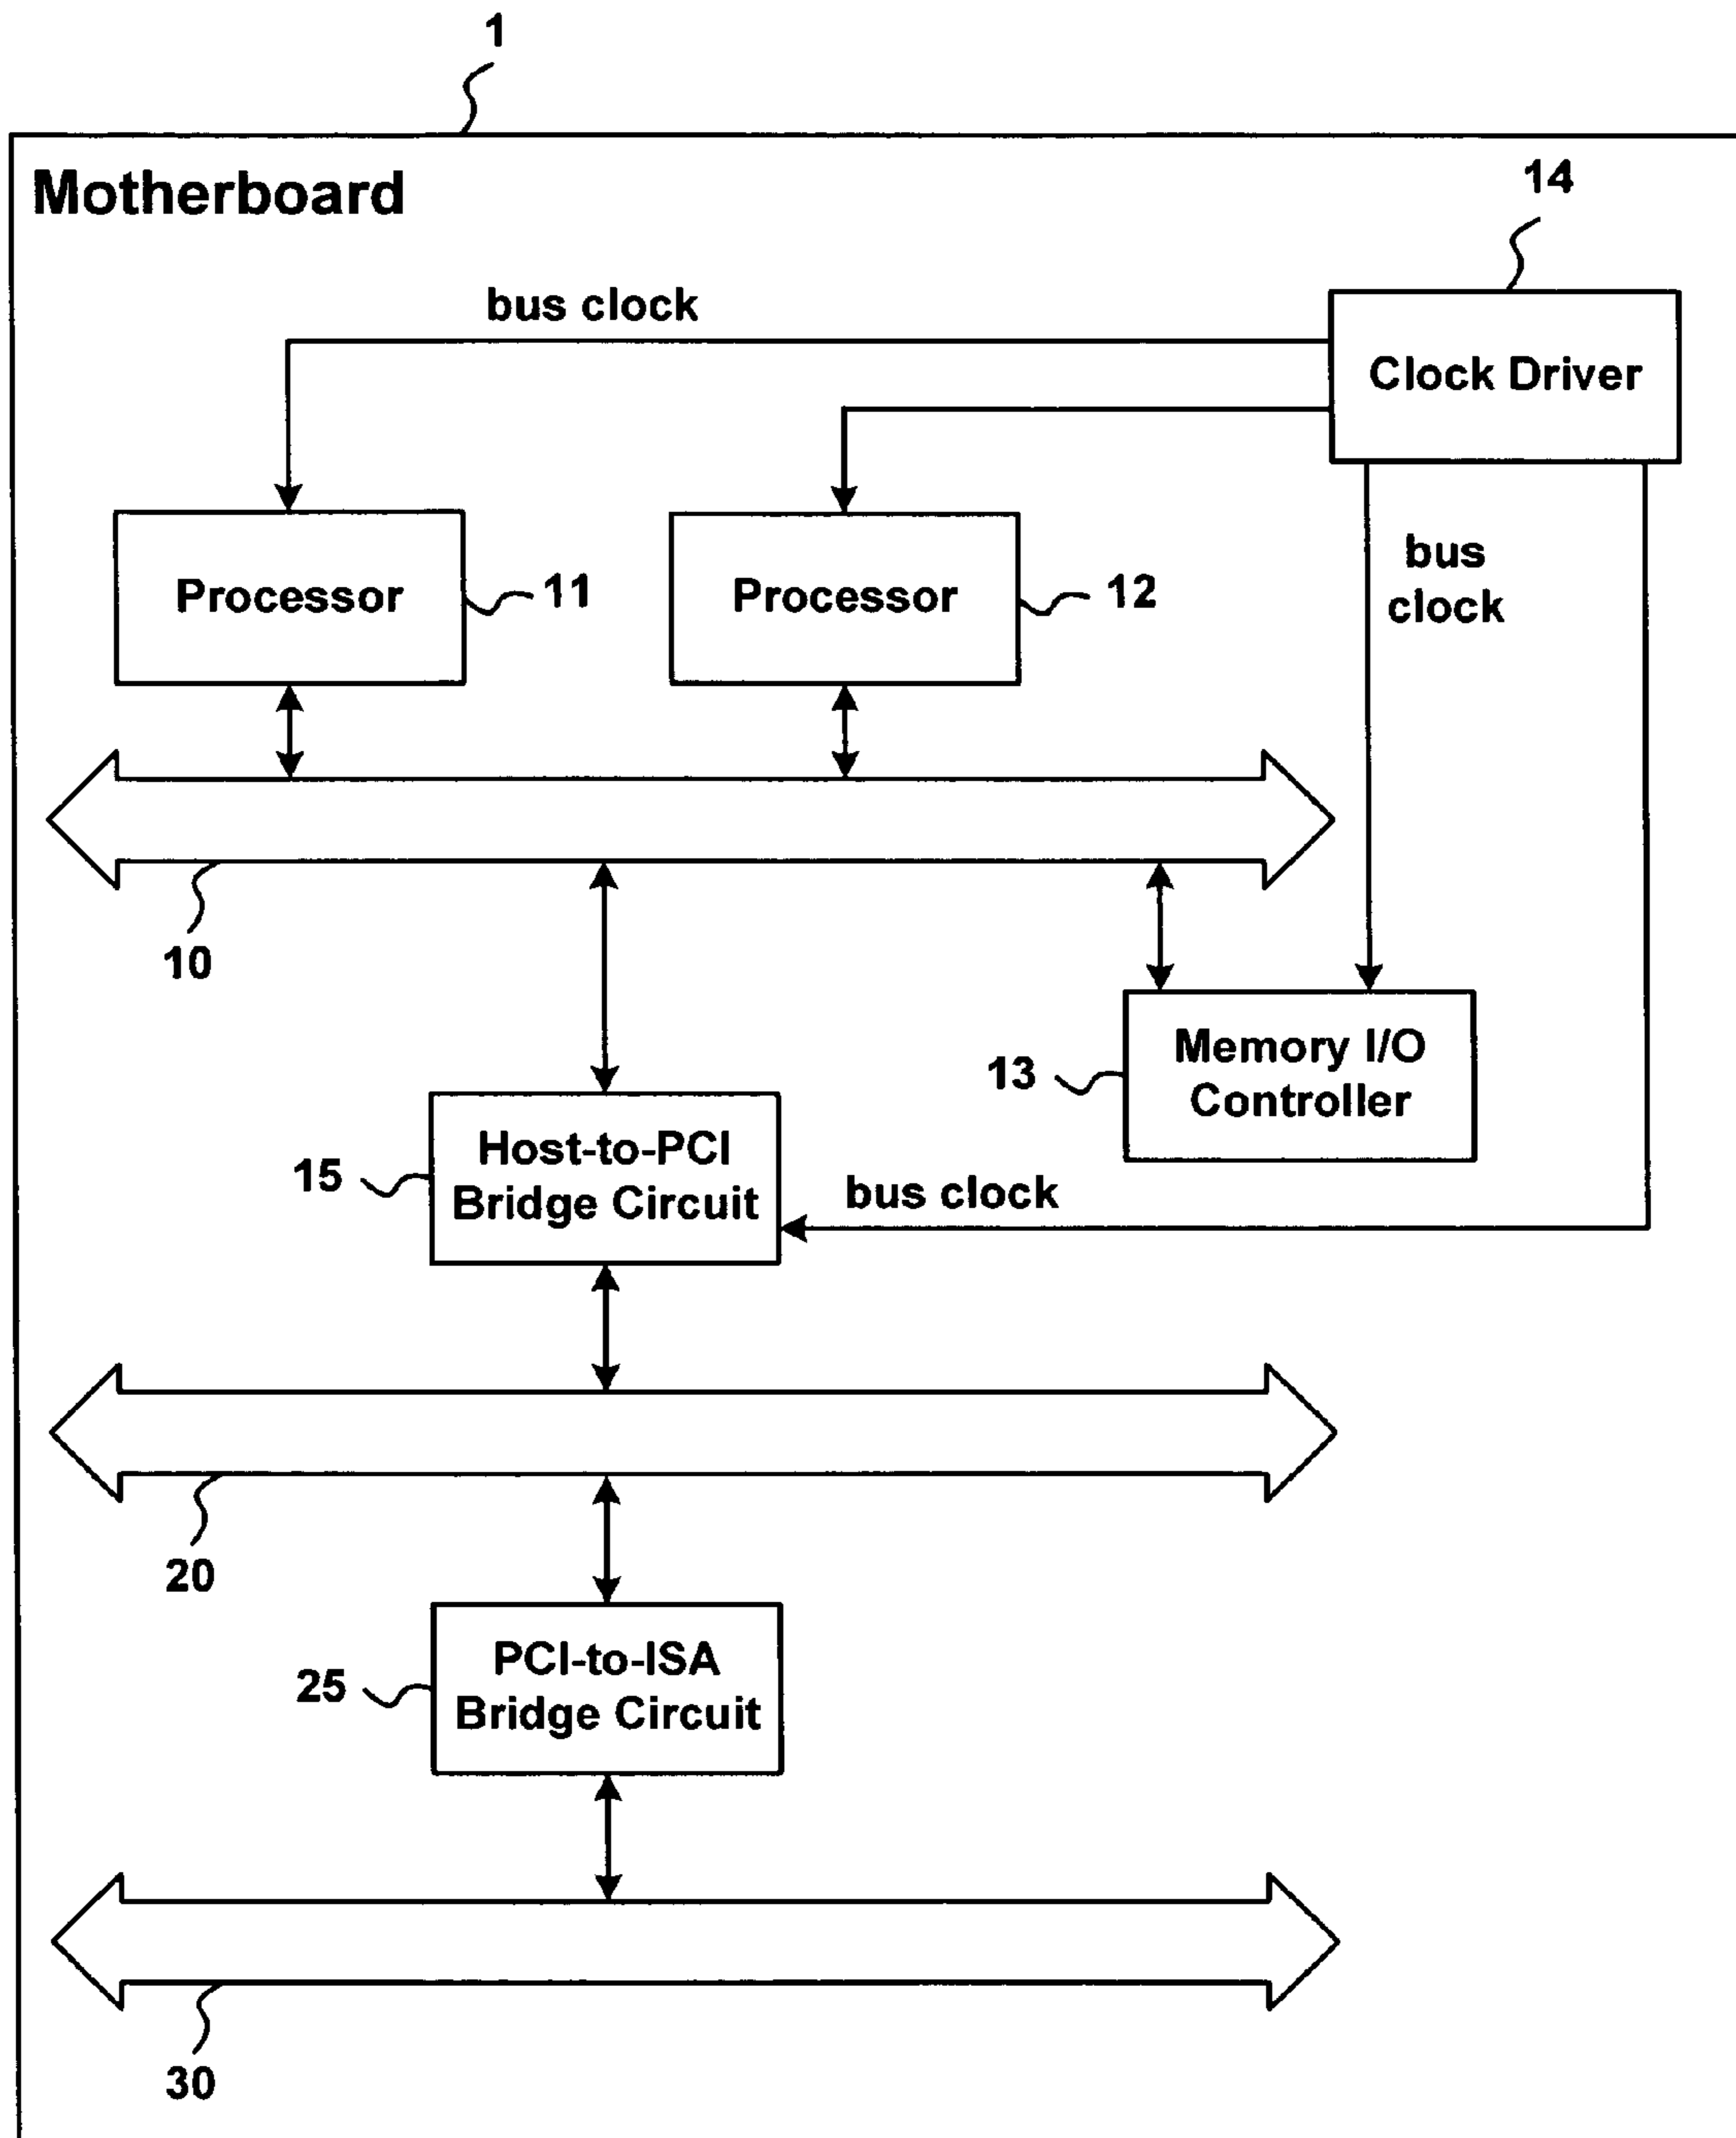 1
Motherboard
14
bus clock
Clock Driver
bus
clock
Processor
11
Processor
12
10
Memory I/O
Controller
13
Host-to-PCI
Bridge Circuit
15
bus clock
20
PCI-to-ISA
Bridge Circuit
25
30